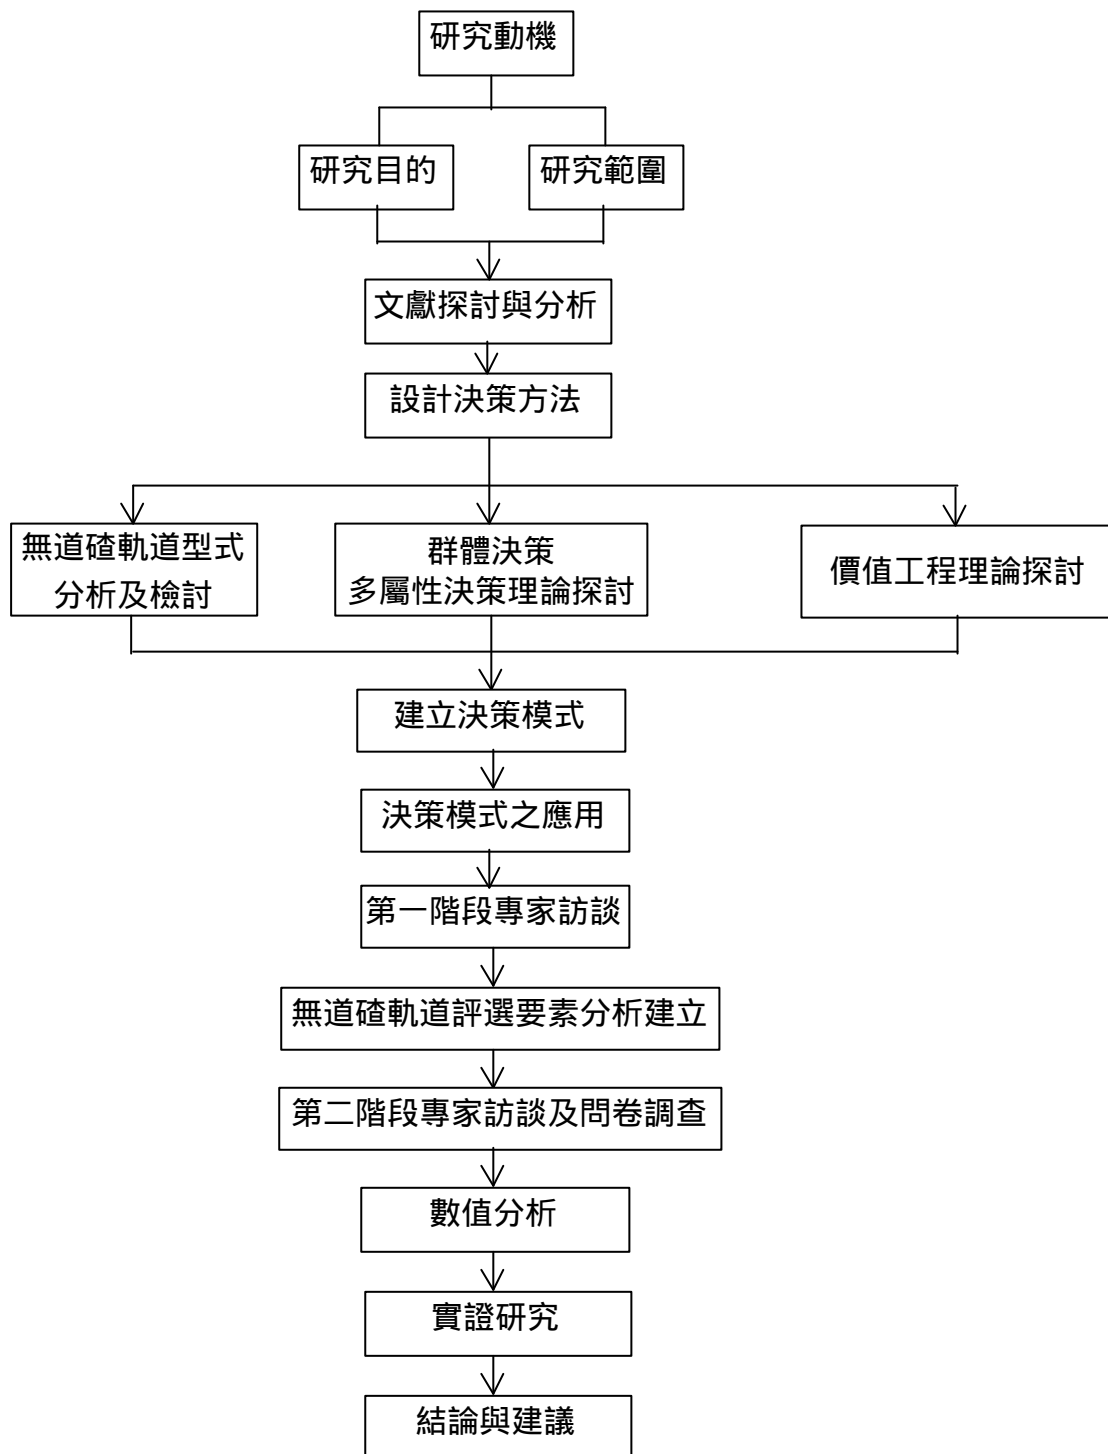 研究動機
研究目的
研究範圍
文獻探討與分析
設計決策方法
無道碴軌道型式
分析及檢討
群體決策
多屬性決策理論探討
價值工程理論探討
建立決策模式
決策模式之應用
第一階段專家訪談
無道碴軌道評選要素分析建立
第二階段專家訪談及問卷調查
數值分析
實證研究
結論與建議